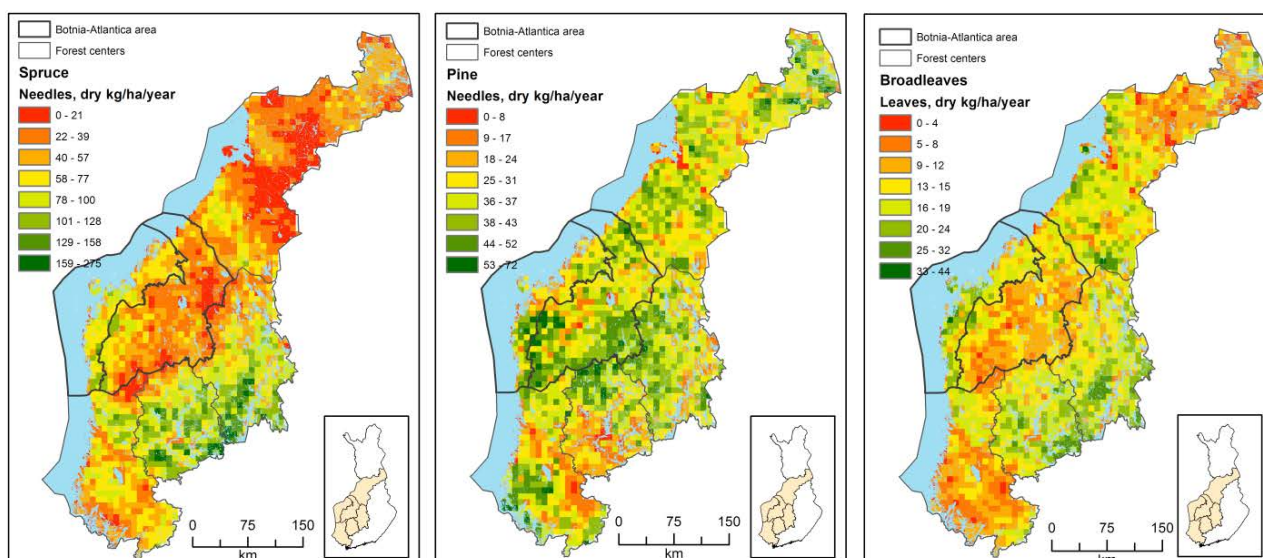 Botnia-Atlantica area
Forest centers
Spruce
Needles, dry kg/ha/year
0 - 21
22 - 39
40 - 57
58 - 77
78 - 100
101 - 128
129 - 158
159 - 275
0 75 150
km
Botnia-Atlantica area
Forest centers
Pine
Needles, dry kg/ha/year
0 - 8
9 - 17
18 - 24
25 - 31
36 - 37
38 - 43
44 - 52
53 - 72
0 75 150
km
Botnia-Atlantica area
Forest centers
Broadleaves
Leaves, dry kg/ha/year
0 - 4
5 - 8
9 - 12
13 - 15
16 - 19
20 - 24
25 - 32
33 - 44
0 75 150
km